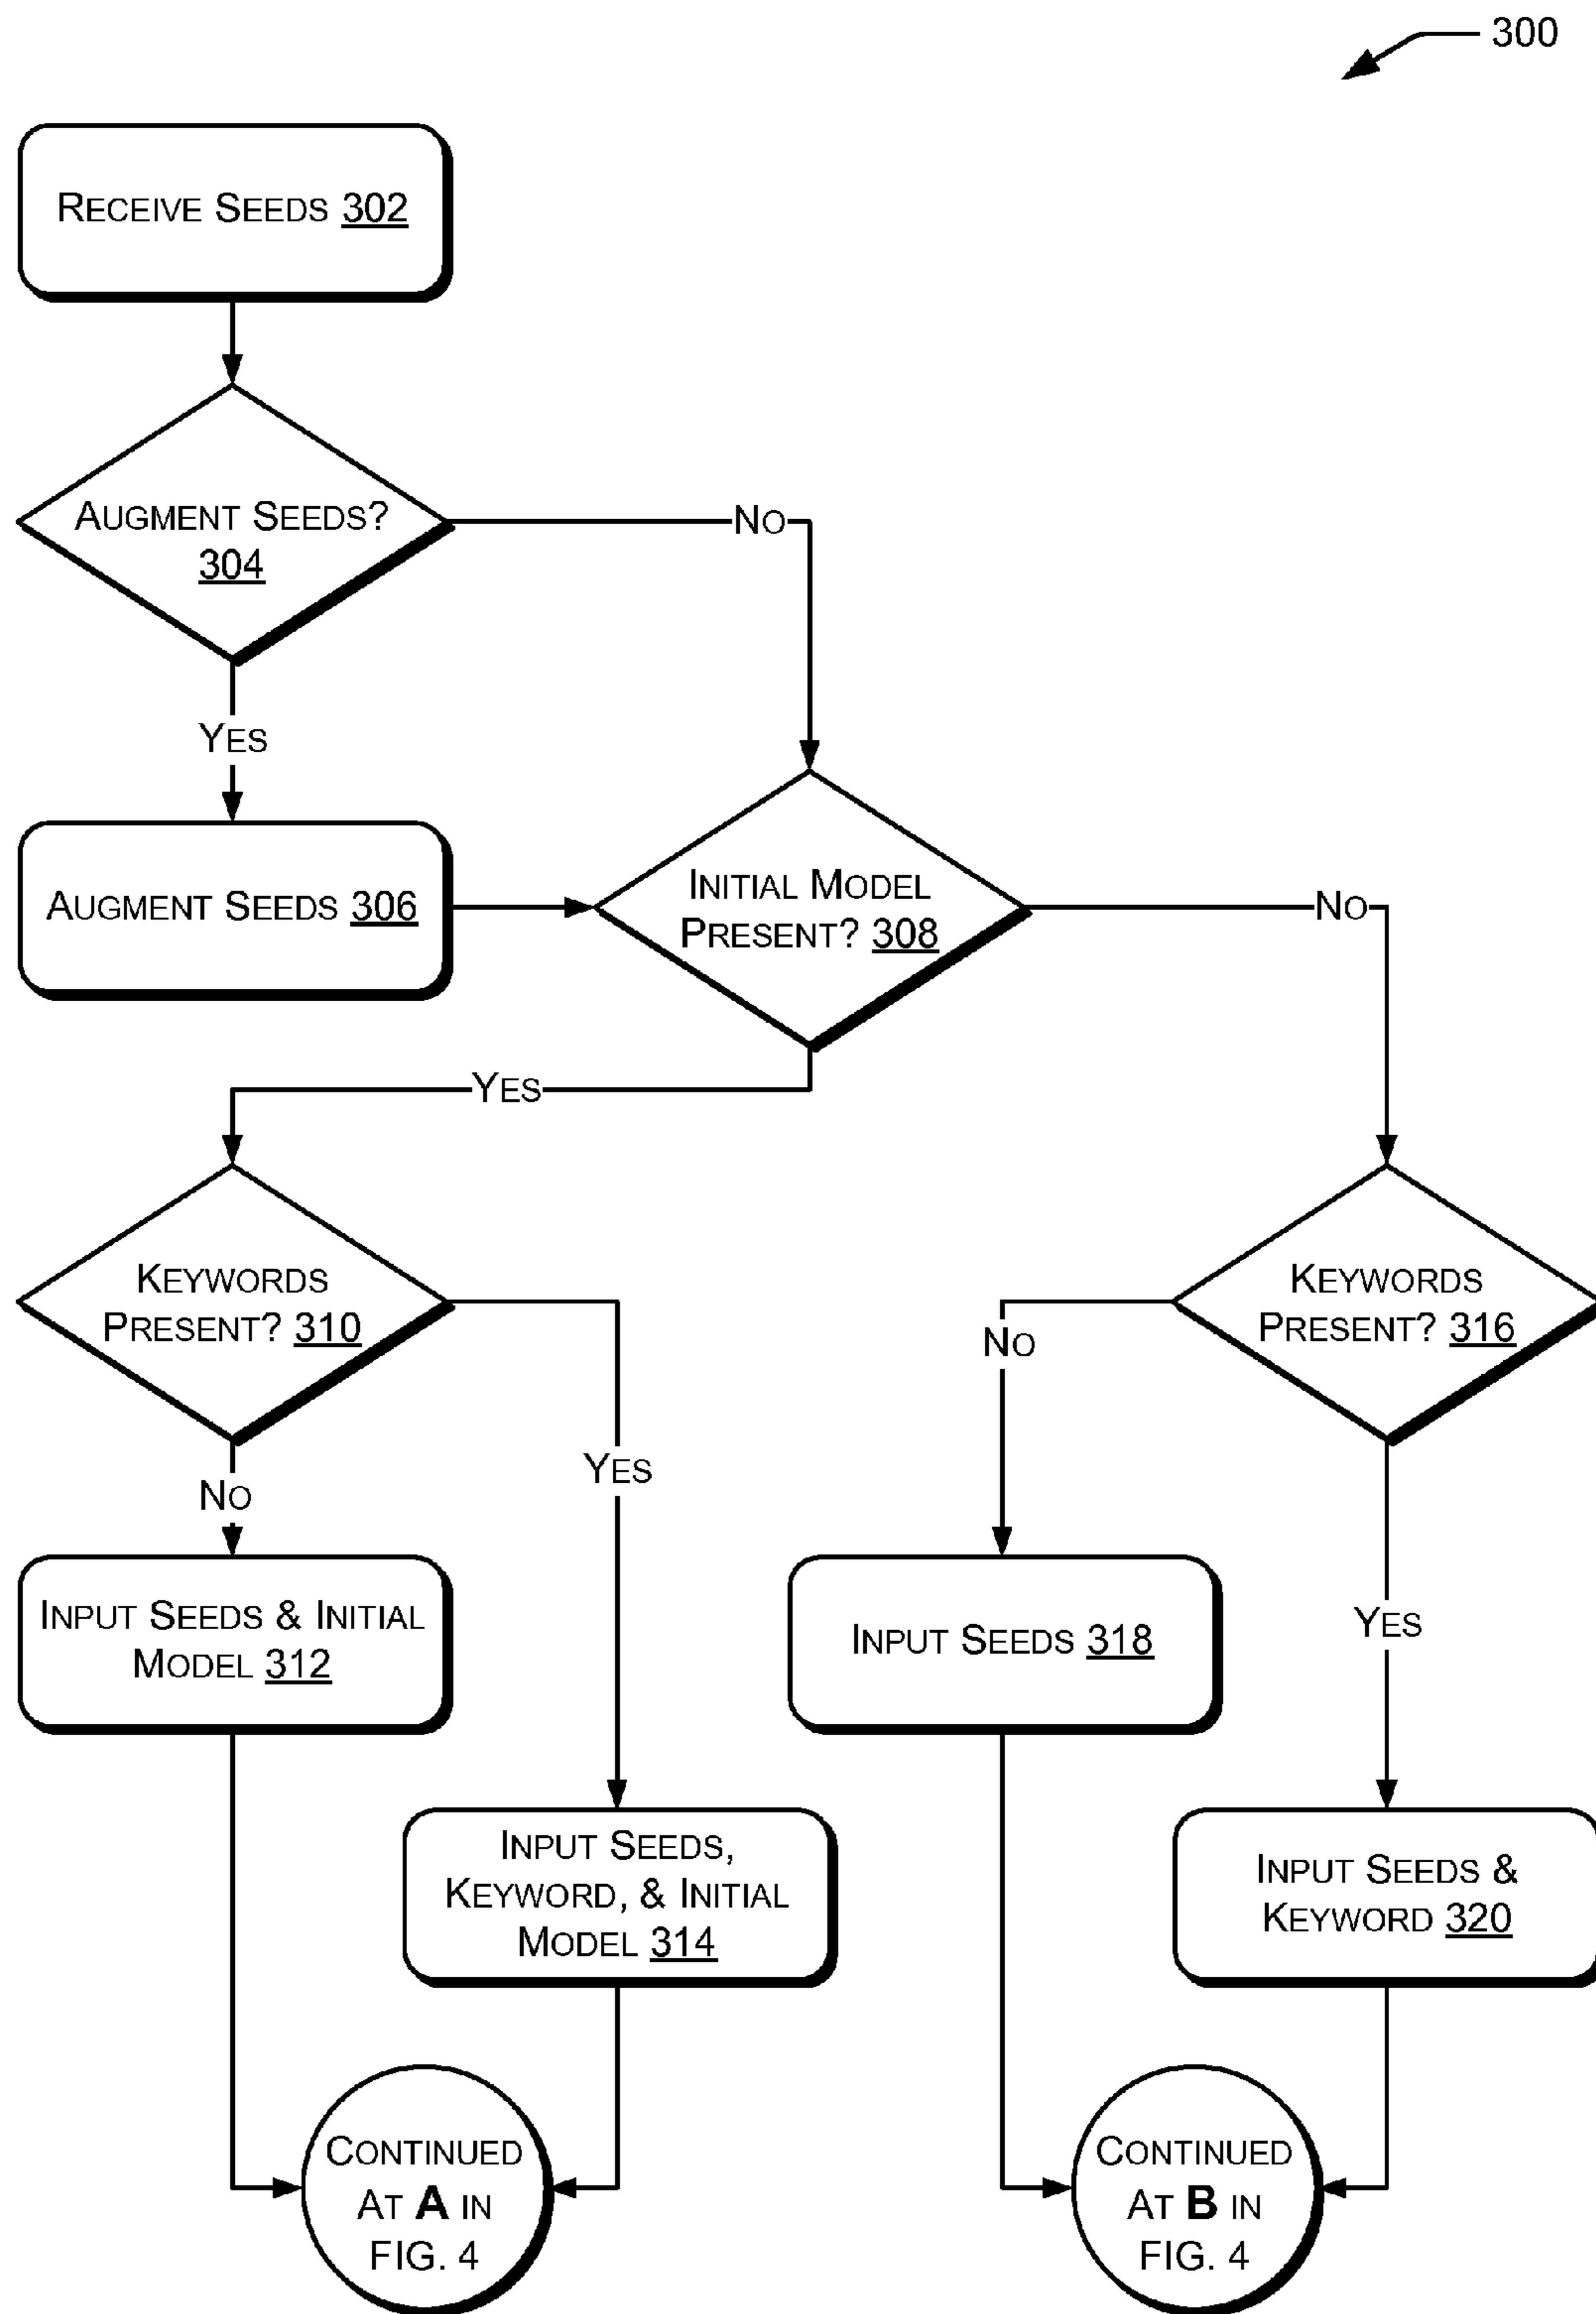 300
RECEIVE SEEDS 302
AUGMENT SEEDS?
304
NO
YES
AUGMENT SEEDS 306
INITIAL MODEL
PRESENT? 308
NO
YES
KEYWORDS
PRESENT? 310
KEYWORDS
PRESENT? 316
NO
YES
NO
YES
INPUT SEEDS & INITIAL
MODEL 312
INPUT SEEDS 318
INPUT SEEDS,
KEYWORD, & INITIAL
MODEL 314
INPUT SEEDS &
KEYWORD 320
CONTINUED
AT A IN
FIG. 4
CONTINUED
AT B IN
FIG. 4